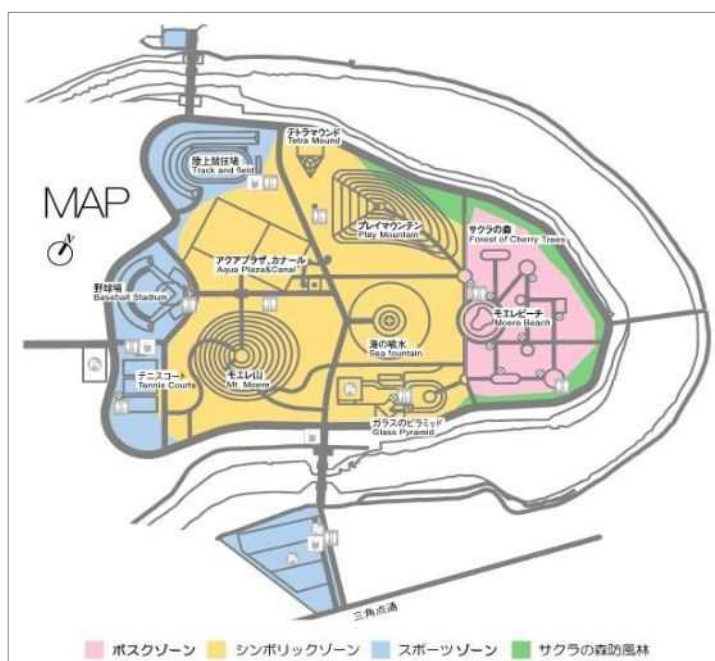 テトラマウンド
Tetra Mound
陸上競技場
Track and field
MAP
プレイマウンテン
Play Mountain
サクラの森
Forest of Cherry Trees
アクアプラザ、カナール
Aqua Plaza&Canal
野球場
Baseball Stadium
モエレビーチ
Moere Beach
海の噴水
Sea fountain
テニスコート
Tennis Courts
モエレ山
Mt. Moere
ガラスのピラミッド
Glass Pyramid
三角点通
ボスクゾーン
シンボリックゾーン
スポーツゾーン
サクラの森防風林